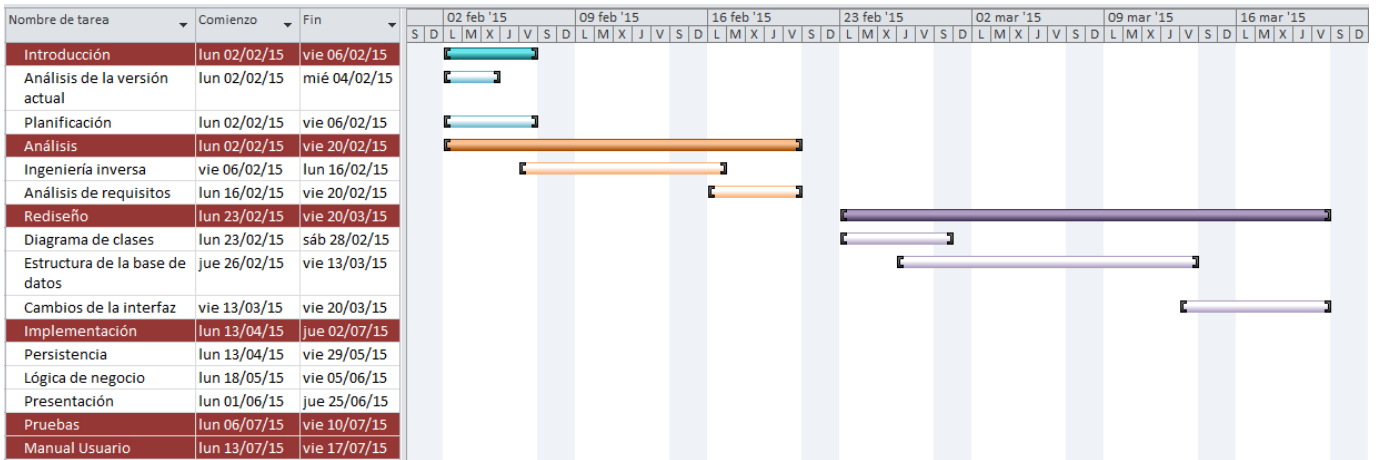 Nombre de tarea Comienzo Fin 02 feb '15 09 feb '15 16 feb '15 23 feb '15 02 mar '15 09 mar '15 16 mar '15
S D L M X J V S D L M X J V S D L M X J V S D L M X J V S D L M X J V S D L M X J V S D L M X J V S D
Introducción lun 02/02/15 vie 06/02/15
Análisis de la versión lun 02/02/15 mié 04/02/15
actual
Planificación lun 02/02/15 vie 06/02/15
Análisis lun 02/02/15 vie 20/02/15
Ingeniería inversa vie 06/02/15 lun 16/02/15
Análisis de requisitos lun 16/02/15 vie 20/02/15
Rediseño lun 23/02/15 vie 20/03/15
Diagrama de clases lun 23/02/15 sáb 28/02/15
Estructura de la base de jue 26/02/15 vie 13/03/15
datos
Cambios de la interfaz vie 13/03/15 vie 20/03/15
Implementación lun 13/04/15 jue 02/07/15
Persistencia lun 13/04/15 vie 29/05/15
Lógica de negocio lun 18/05/15 vie 05/06/15
Presentación lun 01/06/15 jue 25/06/15
Pruebas lun 06/07/15 vie 10/07/15
Manual Usuario lun 13/07/15 vie 17/07/15